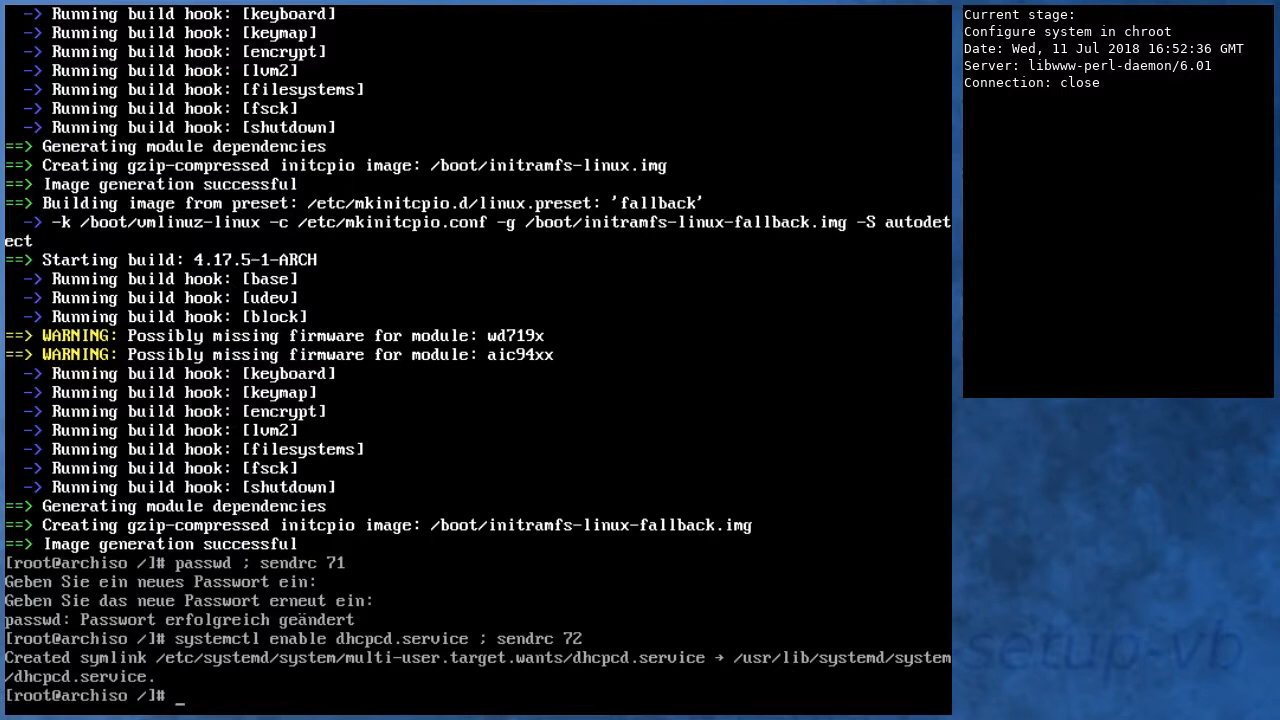 -> Running build hook: [keyboard]
  -> Running build hook: [keymap]
  -> Running build hook: [encrypt]
  -> Running build hook: [lvm2]
  -> Running build hook: [filesystems]
  -> Running build hook: [fsck]
  -> Running build hook: [shutdown]
==> Generating module dependencies
==> Creating gzip-compressed initcpio image: /boot/initramfs-linux.img
==> Image generation successful
==> Building image from preset: /etc/mkinitcpio.d/linux.preset: 'fallback'
  -> -k /boot/vmlinuz-linux -c /etc/mkinitcpio.conf -g /boot/initramfs-linux-fallback.img -S autodet
ect
==> Starting build: 4.17.5-1-ARCH
  -> Running build hook: [base]
  -> Running build hook: [udev]
  -> Running build hook: [block]
==> WARNING: Possibly missing firmware for module: wd719x
==> WARNING: Possibly missing firmware for module: aic94xx
  -> Running build hook: [keyboard]
  -> Running build hook: [keymap]
  -> Running build hook: [encrypt]
  -> Running build hook: [lvm2]
  -> Running build hook: [filesystems]
  -> Running build hook: [fsck]
  -> Running build hook: [shutdown]
==> Generating module dependencies
==> Creating gzip-compressed initcpio image: /boot/initramfs-linux-fallback.img
==> Image generation successful
[root@archiso /]# passwd ; sendrc 71
Geben Sie ein neues Passwort ein:
Geben Sie das neue Passwort erneut ein:
passwd: Passwort erfolgreich geändert
[root@archiso /]# systemctl enable dhcpcd.service ; sendrc 72
Created symlink /etc/systemd/system/multi-user.target.wants/dhcpcd.service → /usr/lib/systemd/system
/dhcpcd.service.
[root@archiso /]# _
Current stage:
Configure system in chroot
Date: Wed, 11 Jul 2018 16:52:36 GMT
Server: libwww-perl-daemon/6.01
Connection: close
setup-vb